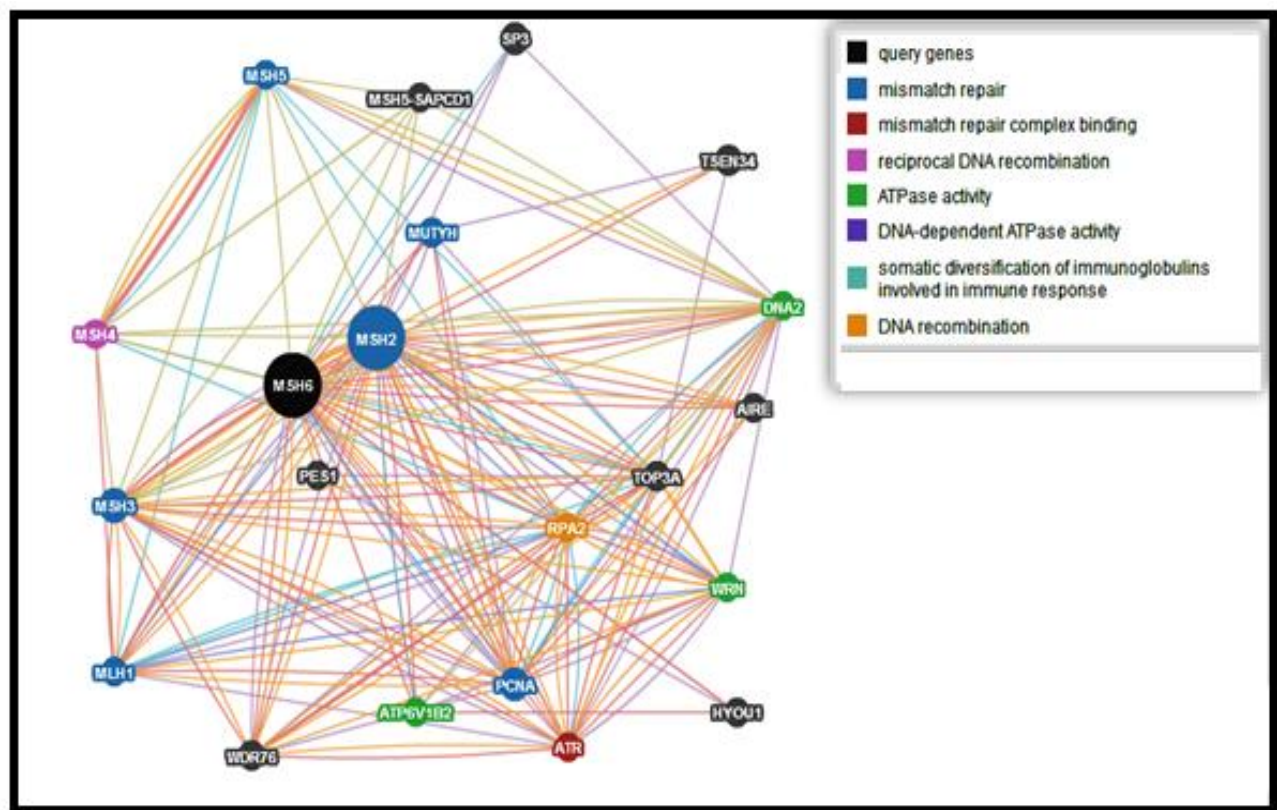 SP3
MSH5
MSH5-SAPCD1
TSEN34
MUTYH
DNA2
MSH4
MSH2
MSH6
AIRE
PES1
TOP3A
MSH3
RPA2
WRN
MLH1
PCNA
ATP6V1B2
HYOU1
WDR76
ATR
query genes
mismatch repair
mismatch repair complex binding
reciprocal DNA recombination
ATPase activity
DNA-dependent ATPase activity
somatic diversification of immunoglobulins
involved in immune response
DNA recombination